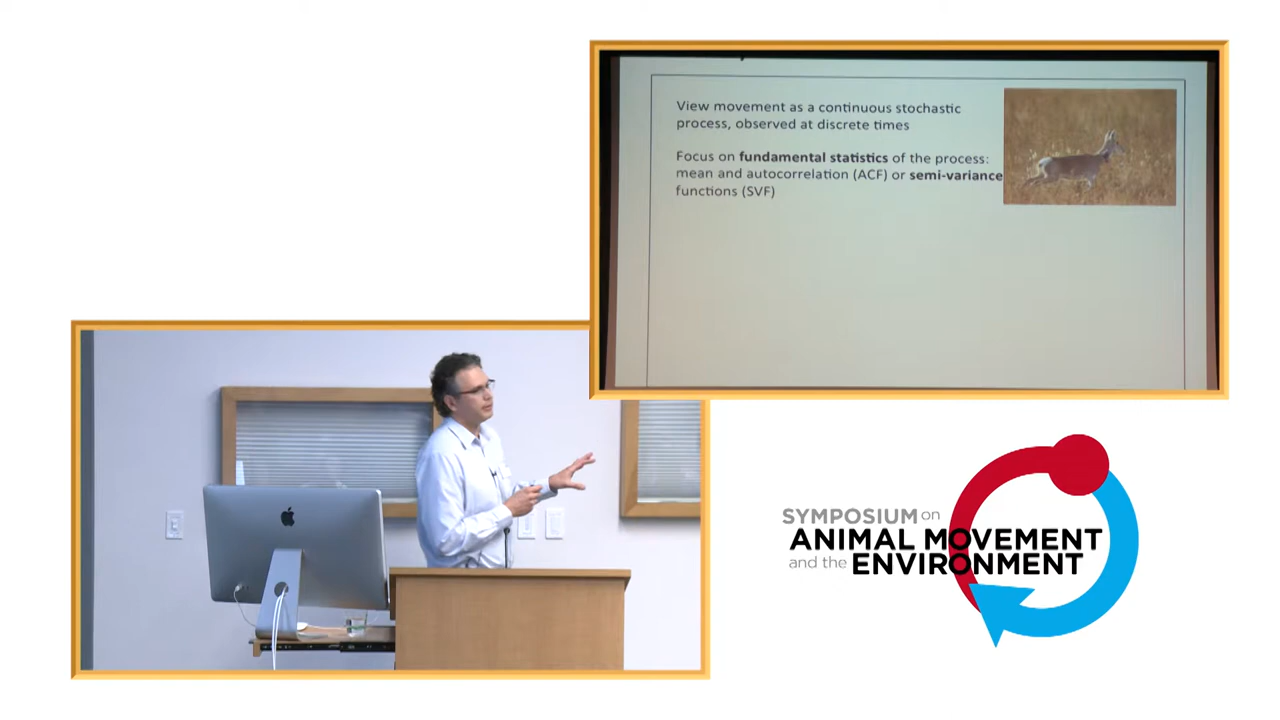 View movement as a continuous stochastic
process, observed at discrete times
Focus on fundamental statistics of the process:
mean and autocorrelation (ACF) or semi-variance
functions (SVF)
SYMPOSIUM on
ANIMAL MOVEMENT
and the ENVIRONMENT